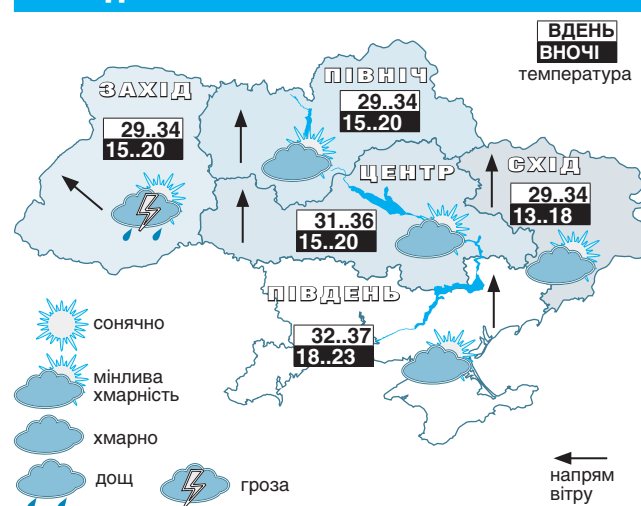 ВДЕНЬ
ВНОЧІ
температура
ПІВНІЧ
29..34
15..20
ЗАХІД
29..34
15..20
ЦЕНТР
31..36
15..20
СХІД
29..34
13..18
ПІВДЕНЬ
32..37
18..23
сонячно
мінлива
хмарність
хмарно
дощ
гроза
напрям
вітру